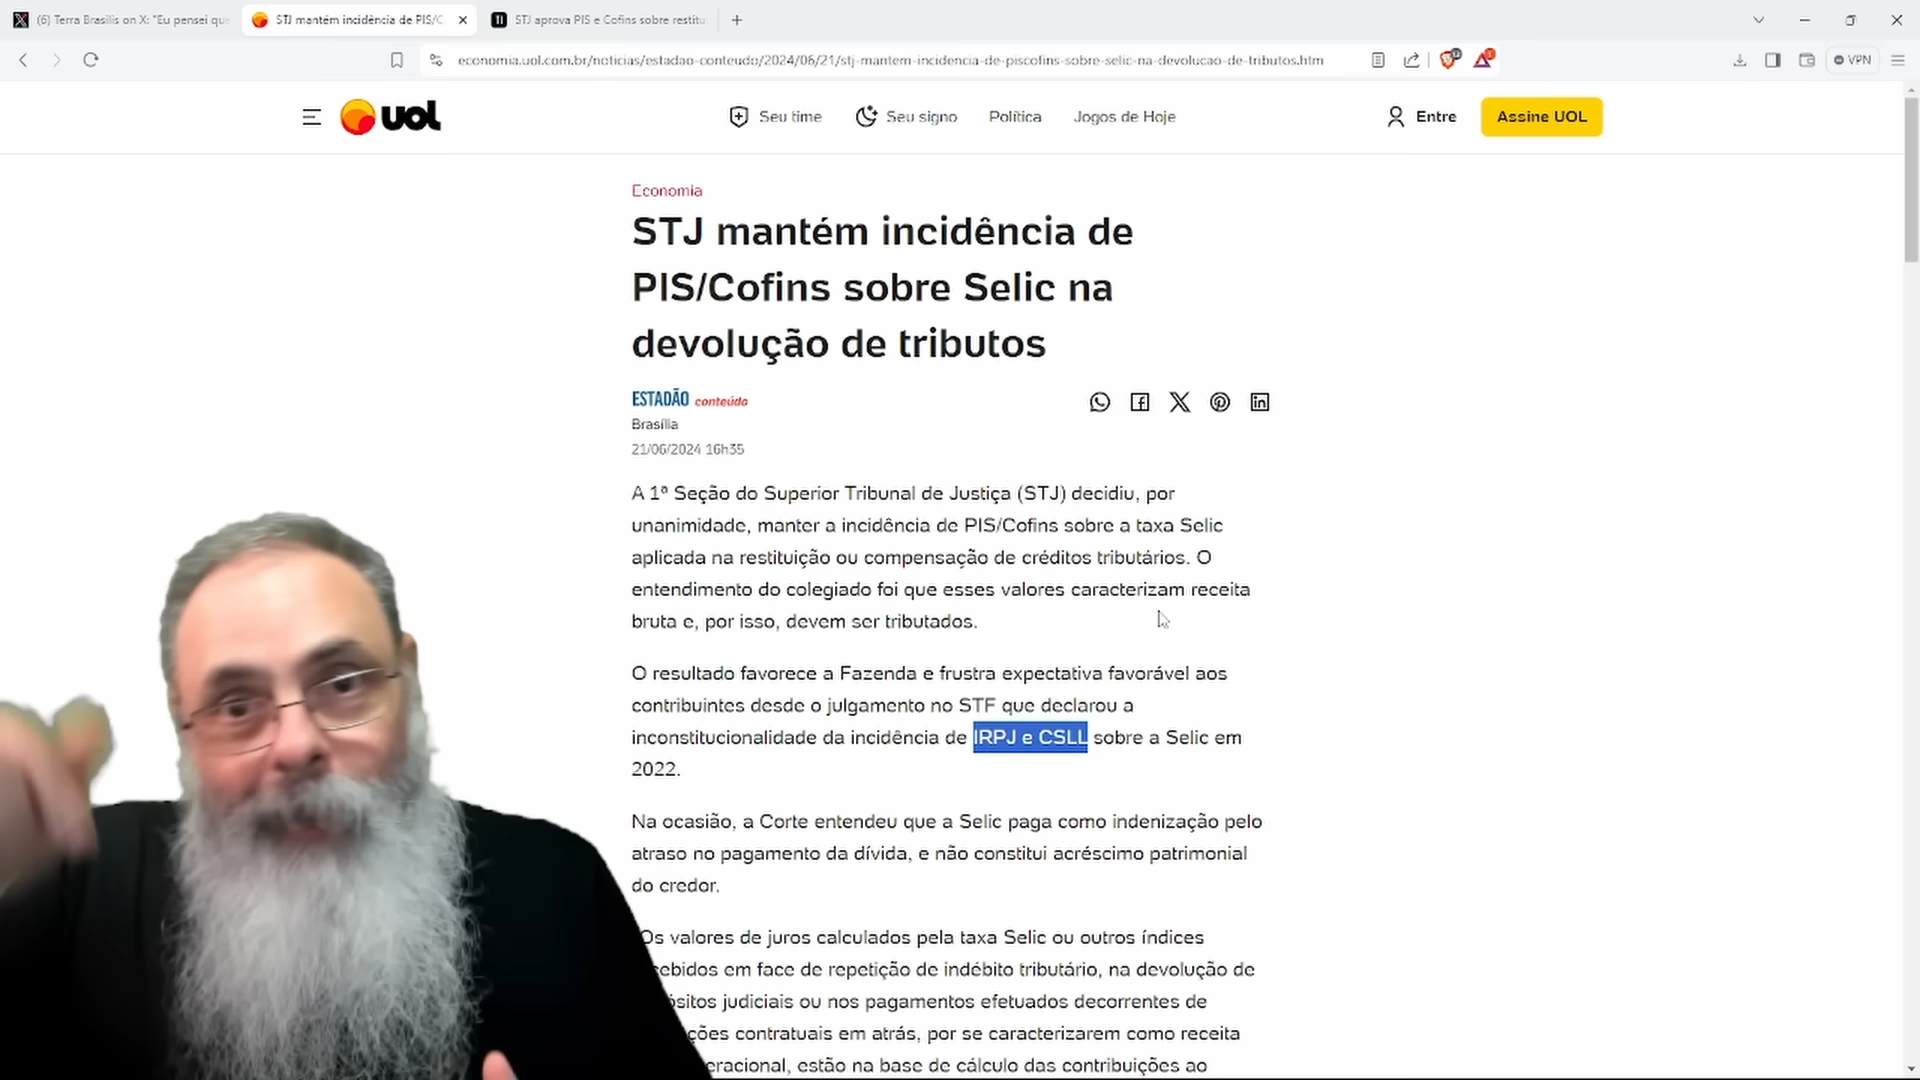 (6) Terra Brasilis on X: "Eu pensei que
STJ mantém incidência de PIS/C
STJ aprova PIS e Cofins sobre restitu
economia.uol.com.br/noticias/estadao-conteudo/2024/06/21/stj-mantem-incidencia-de-piscofins-sobre-selic-na-devolucao-de-tributos.htm
VPN
uol
Seu time
Seu signo
Política
Jogos de Hoje
Entre
Assine UOL
Economia
STJ mantém incidência de
PIS/Cofins sobre Selic na
devolução de tributos
ESTADÃO conteúdo
Brasília
21/06/2024 16h35
A 1ª Seção do Superior Tribunal de Justiça (STJ) decidiu, por
unanimidade, manter a incidência de PIS/Cofins sobre a taxa Selic
aplicada na restituição ou compensação de créditos tributários. O
entendimento do colegiado foi que esses valores caracterizam receita
bruta e, por isso, devem ser tributados.
O resultado favorece a Fazenda e frustra expectativa favorável aos
contribuintes desde o julgamento no STF que declarou a
inconstitucionalidade da incidência de IRPJ e CSLL sobre a Selic em
2022.
Na ocasião, a Corte entendeu que a Selic paga como indenização pelo
atraso no pagamento da dívida, e não constitui acréscimo patrimonial
do credor.
Os valores de juros calculados pela taxa Selic ou outros índices
cebidos em face de repetição de indébito tributário, na devolução de
ósitos judiciais ou nos pagamentos efetuados decorrentes de
ções contratuais em atrás, por se caracterizarem como receita
eracional, estão na base de cálculo das contribuições ao